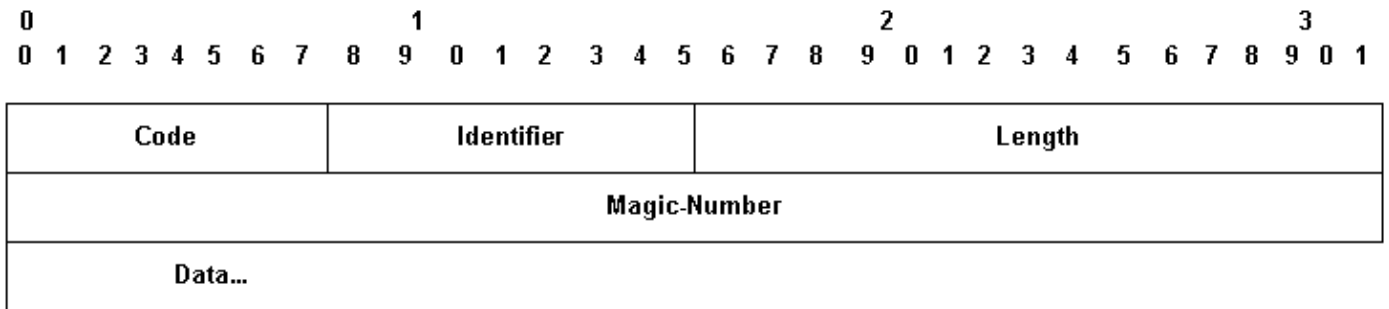 0 1 2 3
0 1 2 3 4 5 6 7 8 9 0 1 2 3 4 5 6 7 8 9 0 1 2 3 4 5 6 7 8 9 0 1
Code Identifier Length
Magic-Number
Data...